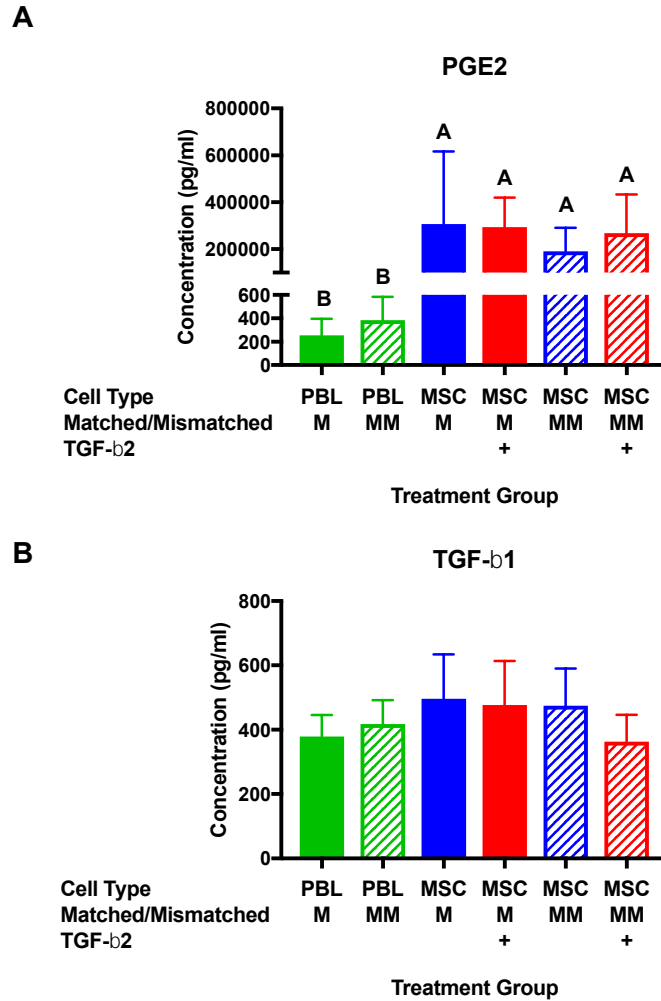 A
PGE2
Concentration (pg/ml)
800000
600000
400000
200000
600
400
200
0
A
A
A
A
B
B
Cell Type PBL PBL MSC MSC MSC MSC
Matched/Mismatched M MM M M MM MM
TGF-b2 + +
Treatment Group
B
TGF-b1
Concentration (pg/ml)
800
600
400
200
0
Cell Type PBL PBL MSC MSC MSC MSC
Matched/Mismatched M MM M M MM MM
TGF-b2 + +
Treatment Group